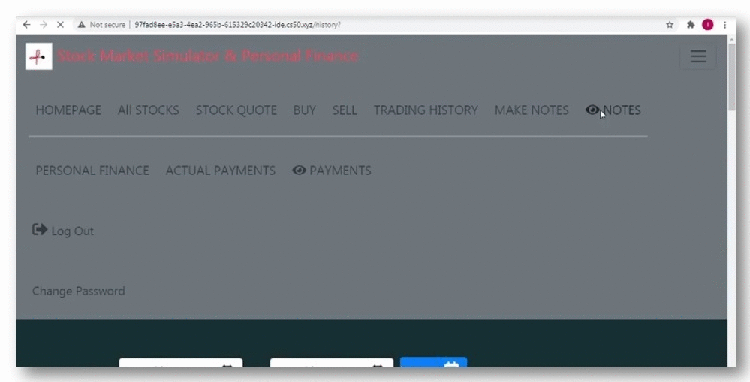 Not secure | 97fad8ee-e5a3-4ea2-965b-615329c20342-ide.cs50.xyz/history?
Stock Market Simulator & Personal Finance
HOMEPAGE All STOCKS STOCK QUOTE BUY SELL TRADING HISTORY MAKE NOTES NOTES
PERSONAL FINANCE ACTUAL PAYMENTS PAYMENTS
Log Out
Change Password